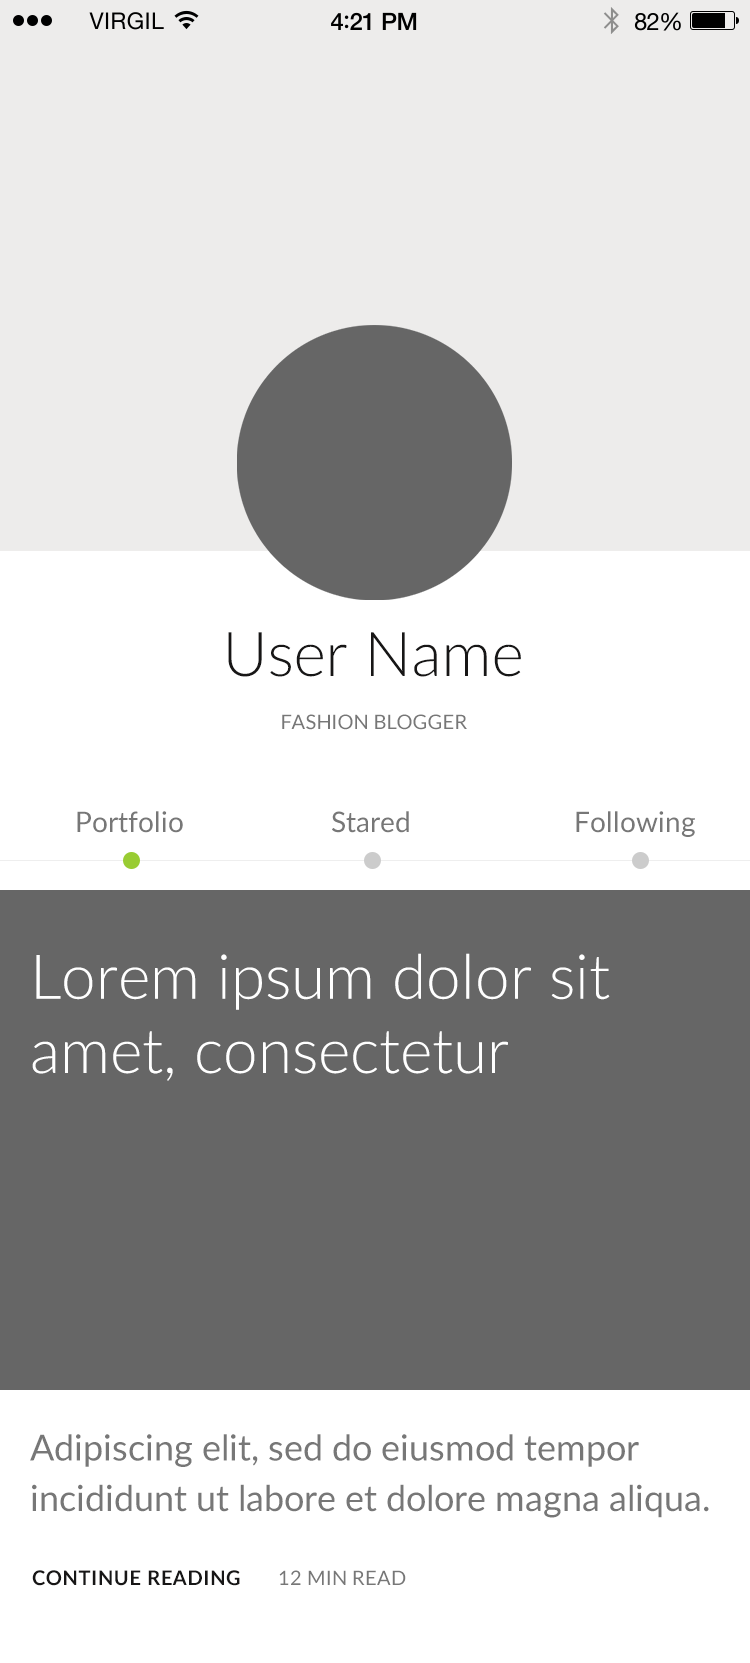 VIRGIL 4:21 PM 82%
User Name
FASHION BLOGGER
Portfolio Stared Following
Lorem ipsum dolor sit
amet, consectetur
Adipiscing elit, sed do eiusmod tempor
incididunt ut labore et dolore magna aliqua.
CONTINUE READING 12 MIN READ